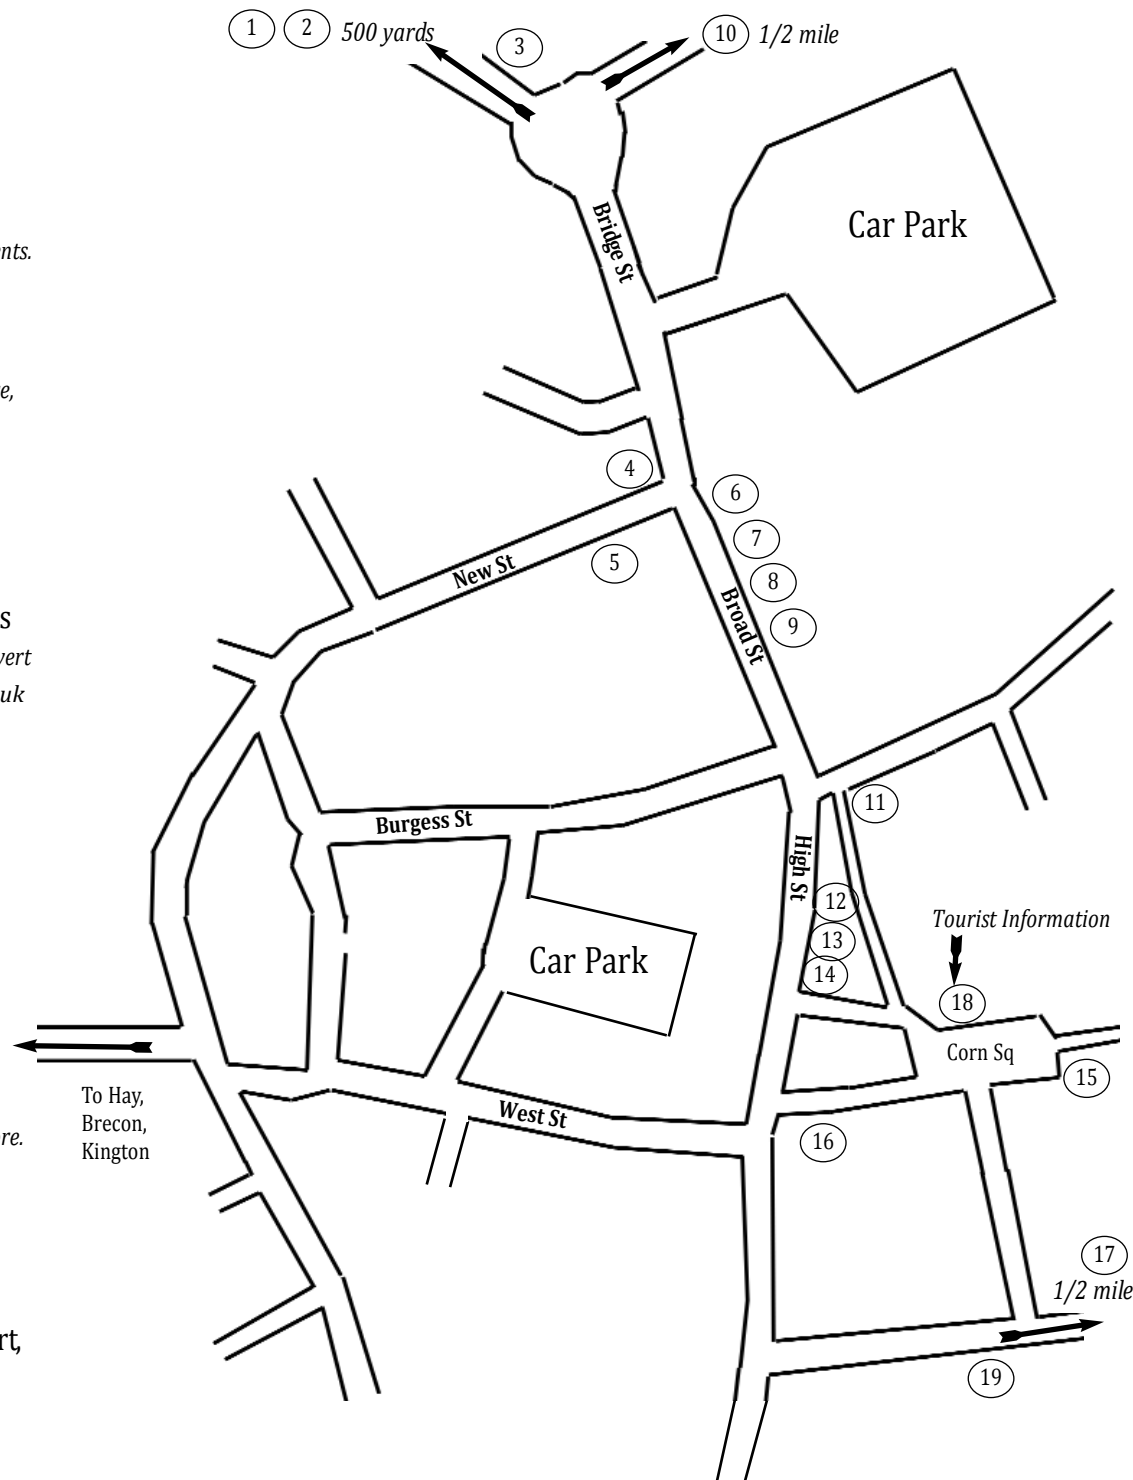 1 2 500 yards
3
10 1/2 mile
Bridge St
Car Park
nts.
e,
4
6
5
7
New St
8
Broad St
9
s
vert
uk
11
Burgess St
High St
12
Tourist Information
13
Car Park
14
18
Corn Sq
15
To Hay,
Brecon,
Kington
West St
re.
16
17
1/2 mile
rt,
19